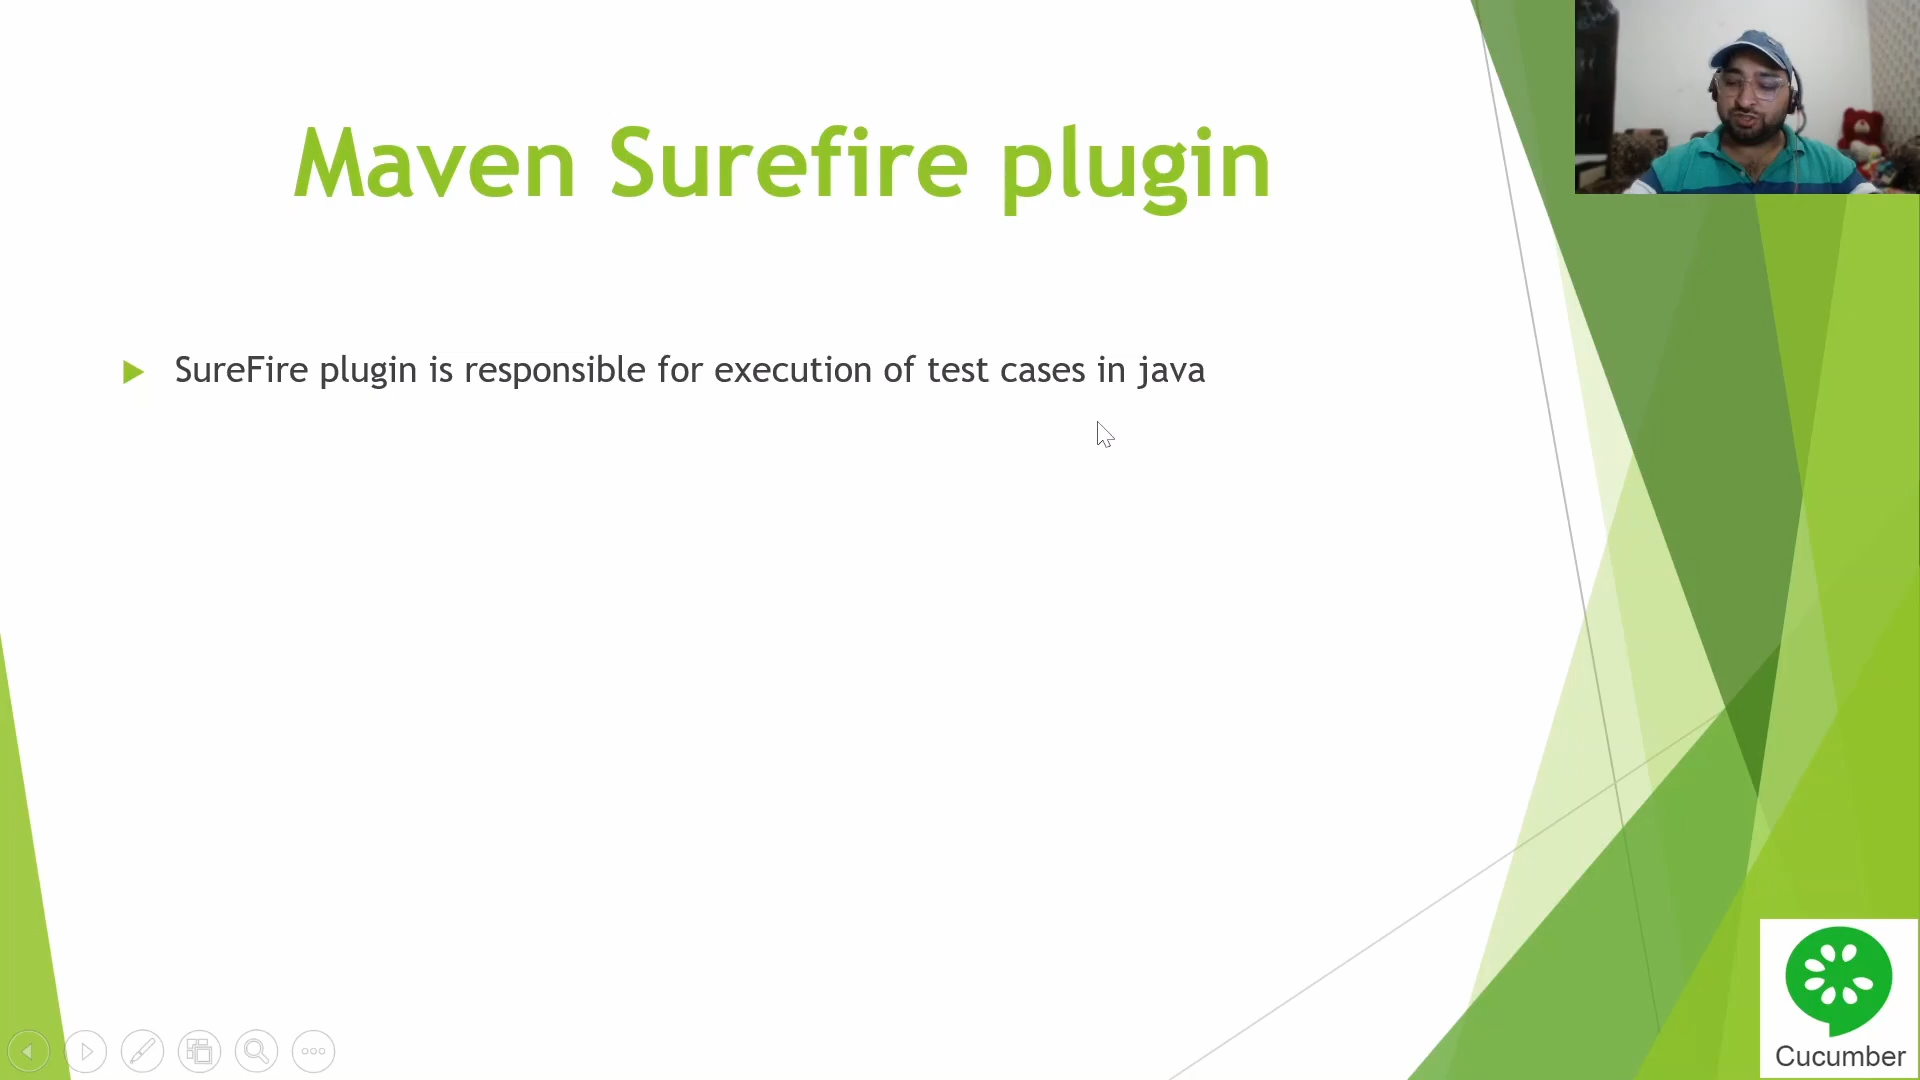 Maven Surefire plugin
SureFire plugin is responsible for execution of test cases in java
Cucumber